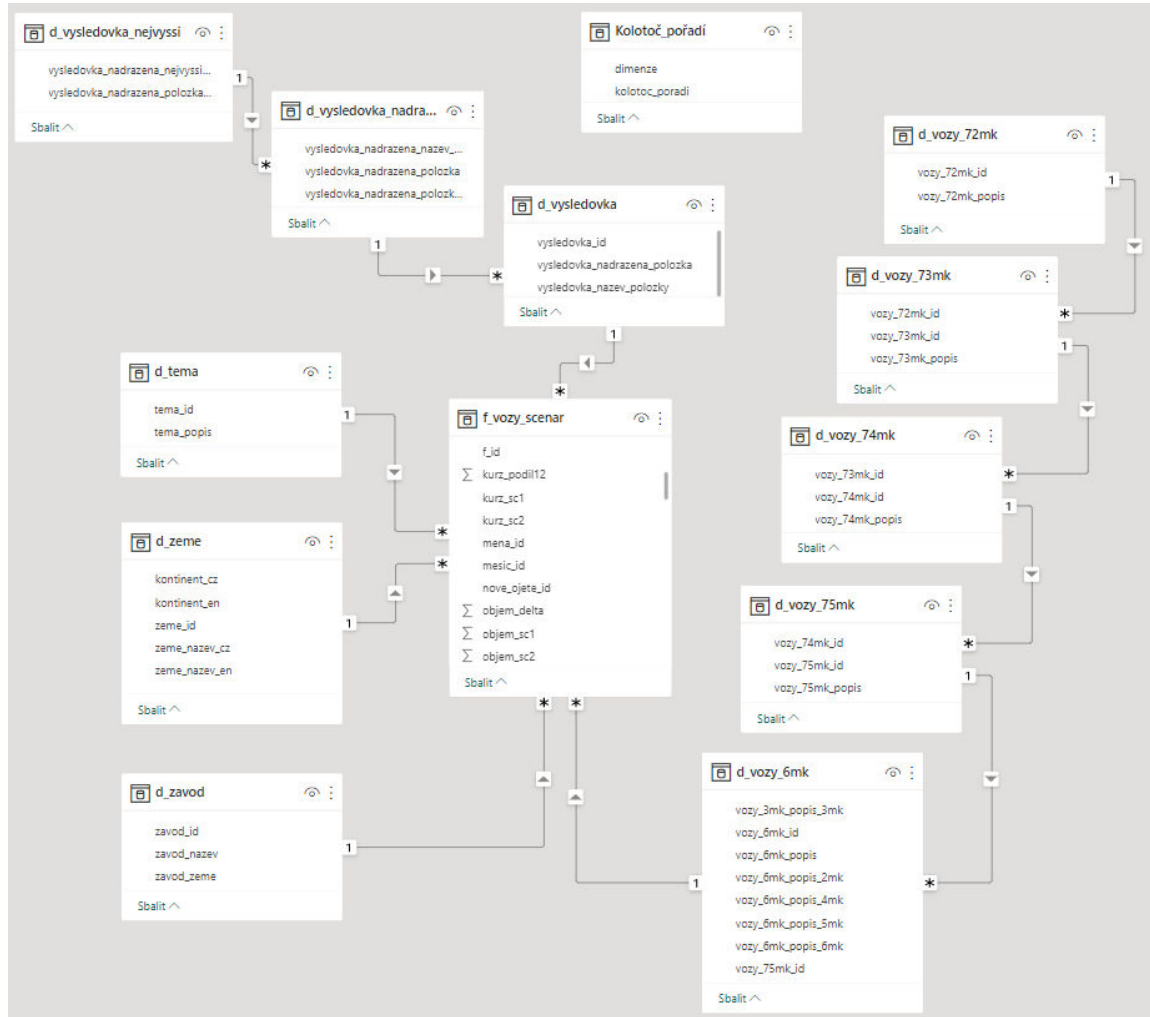 d_vysledovka_nejvyssi
vysledovka_nadrazena_nejvyssi...
vysledovka_nadrazena_polozka...
Sbalit
1
*
d_vysledovka_nadra...
vysledovka_nadrazena_nazev_...
vysledovka_nadrazena_polozka
vysledovka_nadrazena_polozk...
Sbalit
1
*
Kolotoč_pořadí
dimenze
kolotoc_poradi
Sbalit
d_vysledovka
vysledovka_id
vysledovka_nadrazena_polozka
vysledovka_nazev_polozky
Sbalit
1
*
d_vozy_72mk
vozy_72mk_id
vozy_72mk_popis
Sbalit
1
*
d_vozy_73mk
vozy_72mk_id
vozy_73mk_id
vozy_73mk_popis
Sbalit
1
*
d_vozy_74mk
vozy_73mk_id
vozy_74mk_id
vozy_74mk_popis
Sbalit
1
*
d_vozy_75mk
vozy_74mk_id
vozy_75mk_id
vozy_75mk_popis
Sbalit
1
*
d_tema
tema_id
tema_popis
Sbalit
1
*
d_zeme
kontinent_cz
kontinent_en
zeme_id
zeme_nazev_cz
zeme_nazev_en
Sbalit
1
*
f_vozy_scenar
f_id
∑ kurz_podil12
kurz_sc1
kurz_sc2
mena_id
mesic_id
nove_ojete_id
∑ objem_delta
∑ objem_sc1
∑ objem_sc2
Sbalit
*
*
d_zavod
zavod_id
zavod_nazev
zavod_zeme
Sbalit
1
d_vozy_6mk
vozy_3mk_popis_3mk
vozy_6mk_id
vozy_6mk_popis
vozy_6mk_popis_2mk
vozy_6mk_popis_4mk
vozy_6mk_popis_5mk
vozy_6mk_popis_6mk
vozy_75mk_id
Sbalit
1